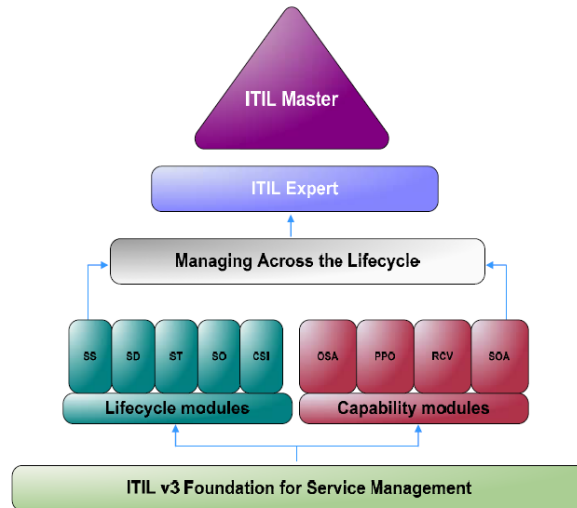 ITIL Master
ITIL Expert
Managing Across the Lifecycle
SS SD ST SO CSI OSA PPO RCV SOA
Lifecycle modules Capability modules
ITIL v3 Foundation for Service Management